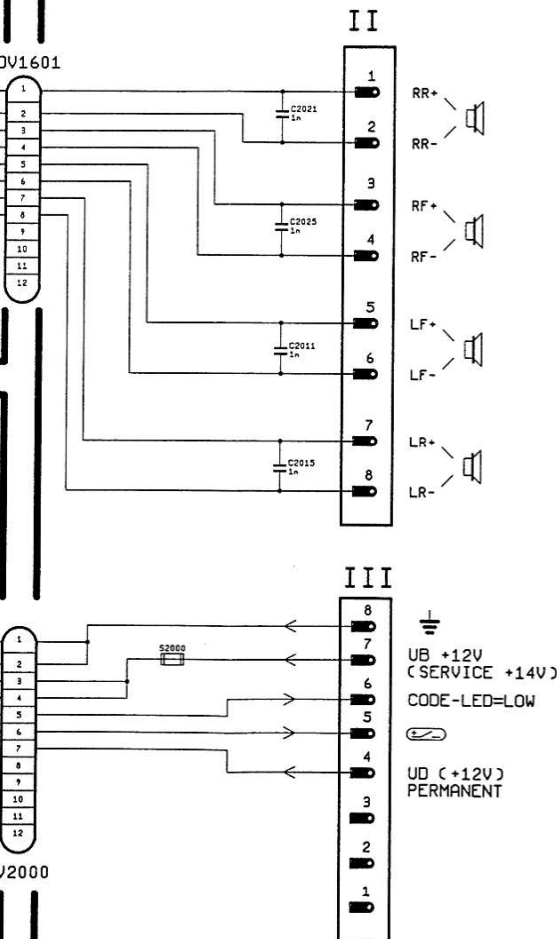 II
OV1601
1
2
3
4
5
6
7
8
9
10
11
12
C2021
1n
C2025
1n
C2011
1n
C2015
1n
1
2
3
4
5
6
7
8
RR+
RR-
RF+
RF-
LF+
LF-
LR+
LR-
III
1
2
3
4
5
6
7
8
9
10
11
12
V2000
S2000
8
7
6
5
4
3
2
1
UB +12V
(SERVICE +14V)
CODE-LED=LOW
UD (+12V)
PERMANENT